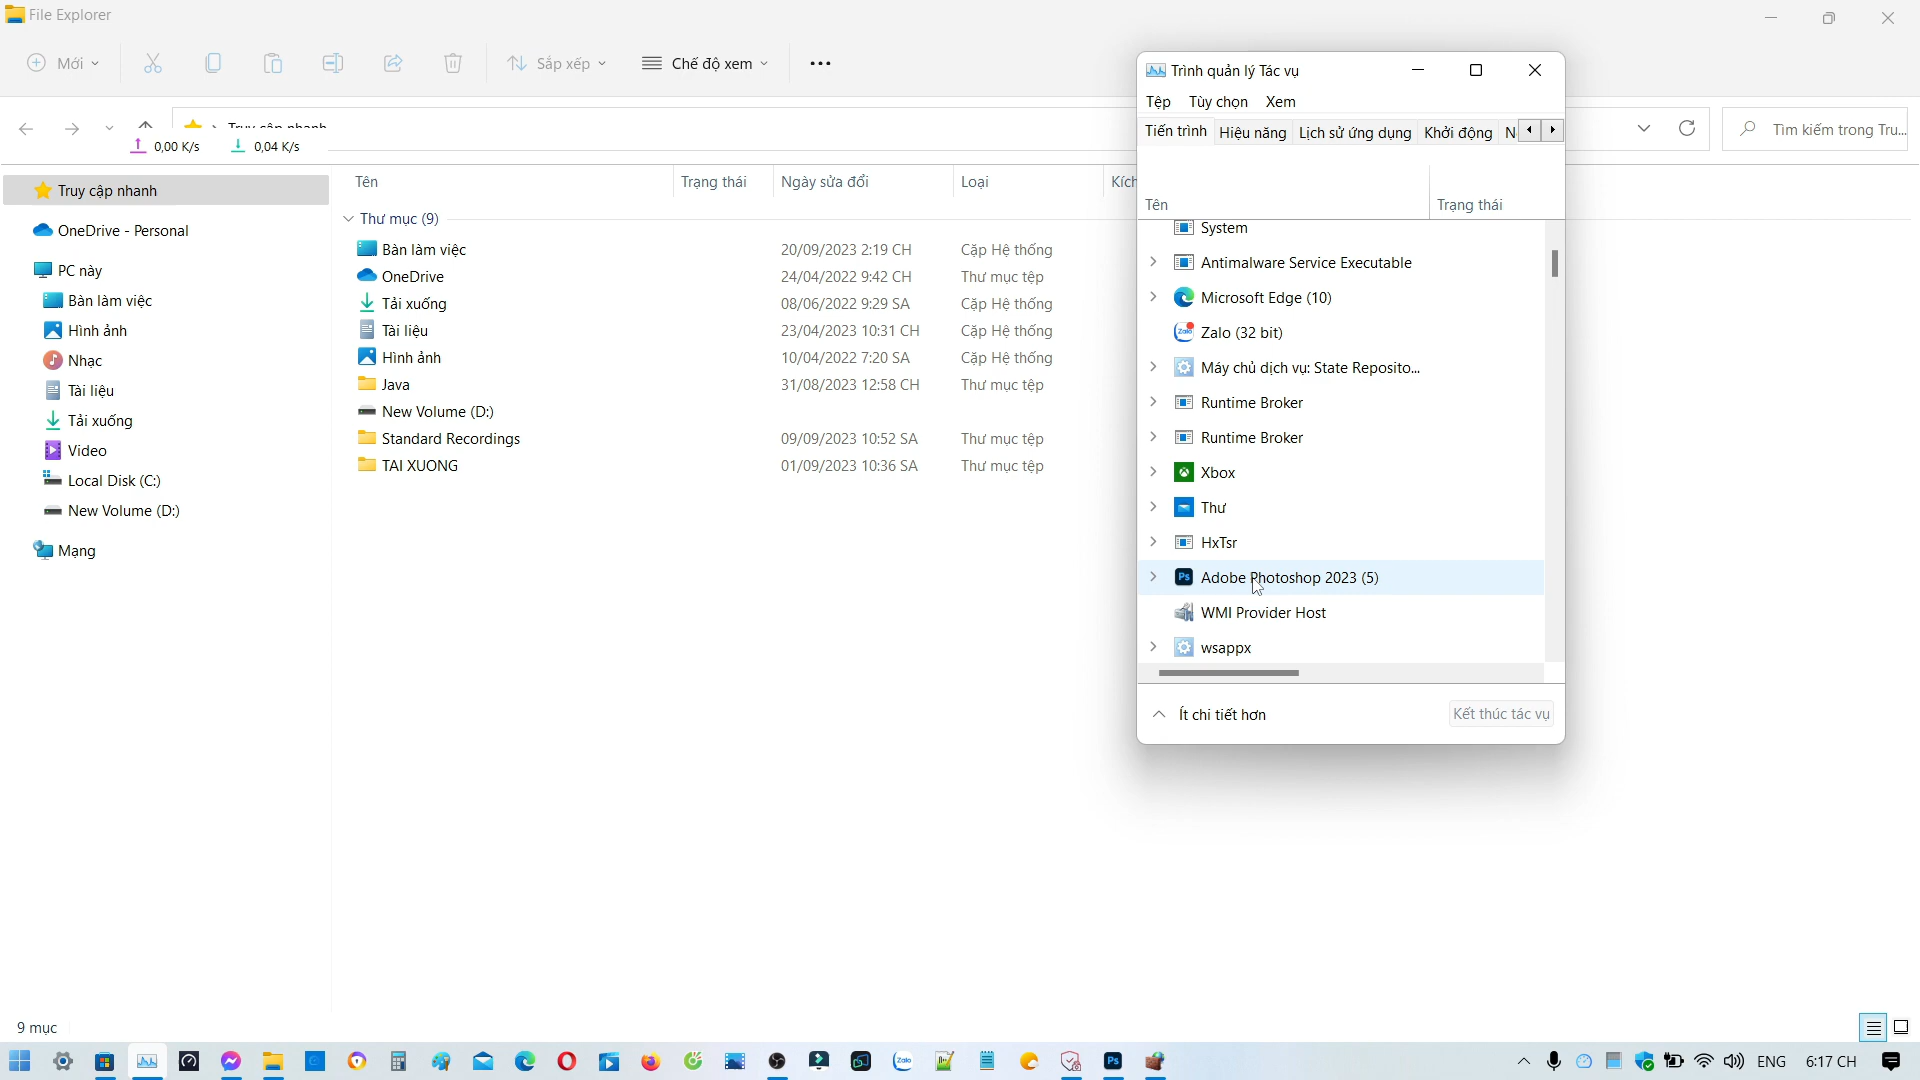 File Explorer
Mới
Sắp xếp
Chế độ xem
0,00 K/s
0,04 K/s
Tìm kiếm trong Tru...
Truy cập nhanh
OneDrive - Personal
PC này
Bàn làm việc
Hình ảnh
Nhạc
Tài liệu
Tải xuống
Video
Local Disk (C:)
New Volume (D:)
Mạng
Tên Trạng thái Ngày sửa đổi Loại Kích
Thư mục (9)
Bàn làm việc 20/09/2023 2:19 CH Cặp Hệ thống
OneDrive 24/04/2022 9:42 CH Thư mục tệp
Tải xuống 08/06/2022 9:29 SA Cặp Hệ thống
Tài liệu 23/04/2023 10:31 CH Cặp Hệ thống
Hình ảnh 10/04/2022 7:20 SA Cặp Hệ thống
Java 31/08/2023 12:58 CH Thư mục tệp
New Volume (D:)
Standard Recordings 09/09/2023 10:52 SA Thư mục tệp
TAI XUONG 01/09/2023 10:36 SA Thư mục tệp
Trình quản lý Tác vụ
Tệp Tùy chọn Xem
Tiến trình Hiệu năng Lịch sử ứng dụng Khởi động N
Tên Trạng thái
System
Antimalware Service Executable
Microsoft Edge (10)
Zalo (32 bit)
Máy chủ dịch vụ: State Reposito...
Runtime Broker
Runtime Broker
Xbox
Thư
HxTsr
Adobe Photoshop 2023 (5)
WMI Provider Host
wsappx
Ít chi tiết hơn
Kết thúc tác vụ
9 mục
ENG 6:17 CH